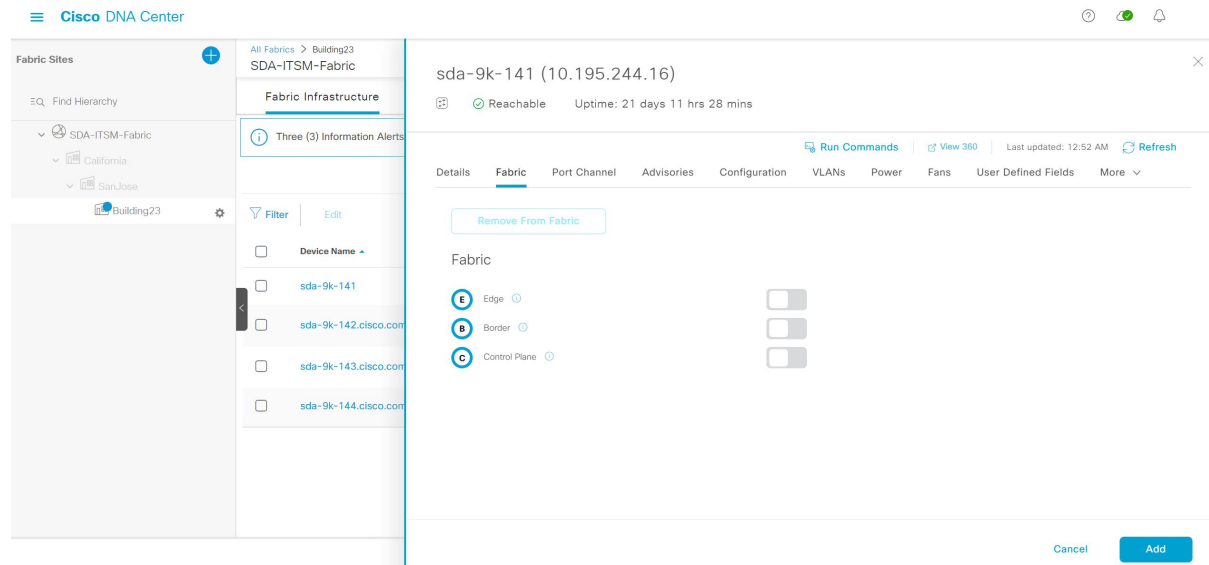 Cisco DNA Center
Fabric Sites
Find Hierarchy
SDA-ITSM-Fabric
California
SanJose
Building23
All Fabrics > Building23
SDA-ITSM-Fabric
Fabric Infrastructure
Three (3) Information Alerts
Filter Edit
Device Name
sda-9k-141
sda-9k-142.cisco.com
sda-9k-143.cisco.com
sda-9k-144.cisco.com
sda-9k-141 (10.195.244.16)
Reachable Uptime: 21 days 11 hrs 28 mins
Run Commands View 360 Last updated: 12:52 AM Refresh
Details Fabric Port Channel Advisories Configuration VLANs Power Fans User Defined Fields More
Remove From Fabric
Fabric
E Edge
B Border
C Control Plane
Cancel Add